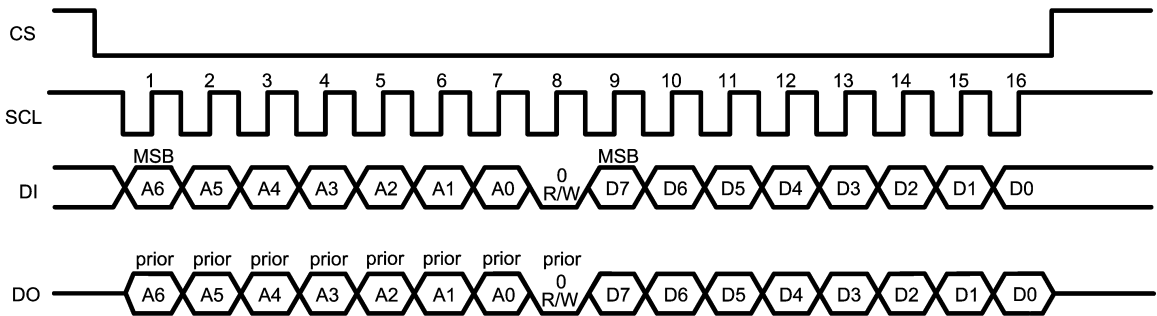 CS
1 2 3 4 5 6 7 8 9 10 11 12 13 14 15 16
SCL
MSB MSB
DI A6 A5 A4 A3 A2 A1 A0 0 R/W D7 D6 D5 D4 D3 D2 D1 D0
prior prior prior prior prior prior prior prior
DO A6 A5 A4 A3 A2 A1 A0 0 R/W D7 D6 D5 D4 D3 D2 D1 D0